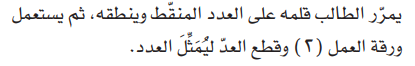 يمرّر الطالب قلمه على العدد المنقّط وينطقه، ثم يستعمل
ورقة العمل (٢) وقطع العدّ ليُمَثِّلَ العدد.